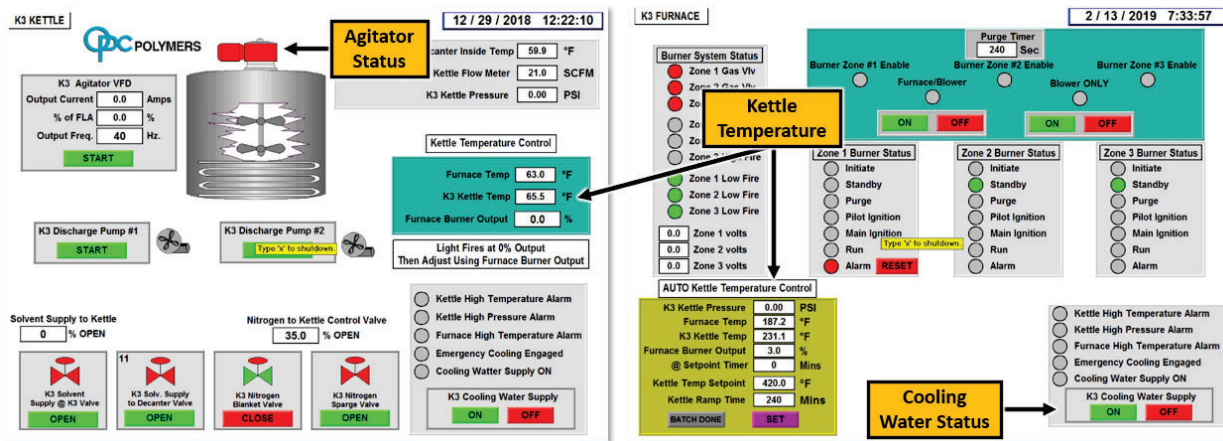 K3 KETTLE
12 / 29 / 2018 12:22:10
QPC POLYMERS
Agitator
Status
canter Inside Temp 59.9 °F
Kettle Flow Meter 21.0 SCFM
K3 Kettle Pressure 0.00 PSI
K3 Agitator VFD
Output Current 0.0 Amps
% of FLA 0.0 %
Output Freq. 40 Hz.
START
Kettle Temperature Control
Furnace Temp 63.0 °F
K3 Kettle Temp 65.5 °F
Furnace Burner Output 0.0 %
Light Fires at 0% Output
Then Adjust Using Furnace Burner Output
K3 Discharge Pump #1
START
K3 Discharge Pump #2
Type 'x' to shutdown.
Kettle High Temperature Alarm
Kettle High Pressure Alarm
Furnace High Temperature Alarm
Emergency Cooling Engaged
Cooling Watter Supply ON
K3 Cooling Water Supply
ON OFF
Solvent Supply to Kettle
0 % OPEN
Nitrogen to Kettle Control Valve
35.0 % OPEN
K3 Solvent
Supply @ K3 Valve
OPEN
11
K3 Solv. Supply
to Decanter Valve
OPEN
K3 Nitrogen
Blanket Valve
CLOSE
K3 Nitrogen
Sparge Valve
OPEN
K3 FURNACE
2 / 13 / 2019 7:33:57
Burner System Status
Zone 1 Gas Vlv
Zone 2 Gas Vlv
Zo
Zo
Zone 1 Low Fire
Zone 2 Low Fire
Zone 3 Low Fire
0.0 Zone 1 volts
0.0 Zone 2 volts
0.0 Zone 3 volts
Kettle
Temperature
Purge Timer
240 Sec
Burner Zone #1 Enable
Burner Zone #2 Enable
Burner Zone #3 Enable
Furnace/Blower
Blower ONLY
ON OFF
ON OFF
Zone 1 Burner Status
Initiate
Standby
Purge
Pilot Ignition
Main Ignition
Type 'x' to shutdown.
Run
Alarm RESET
Zone 2 Burner Status
Initiate
Standby
Purge
Pilot Ignition
Main Ignition
Run
Alarm
Zone 3 Burner Status
Initiate
Standby
Purge
Pilot Ignition
Main Ignition
Run
Alarm
AUTO Kettle Temperature Control
K3 Kettle Pressure 0.00 PSI
Furnace Temp 187.2 °F
K3 Kettle Temp 231.1 °F
Furnace Burner Output 3.0 %
@ Setpoint Timer 0 Mins
Kettle Temp Setpoint 420.0 °F
Kettle Ramp Time 240 Mins
BATCH DONE SET
Cooling
Water Status
Kettle High Temperature Alarm
Kettle High Pressure Alarm
Furnace High Temperature Alarm
Emergency Cooling Engaged
Cooling Water Supply ON
K3 Cooling Water Supply
ON OFF